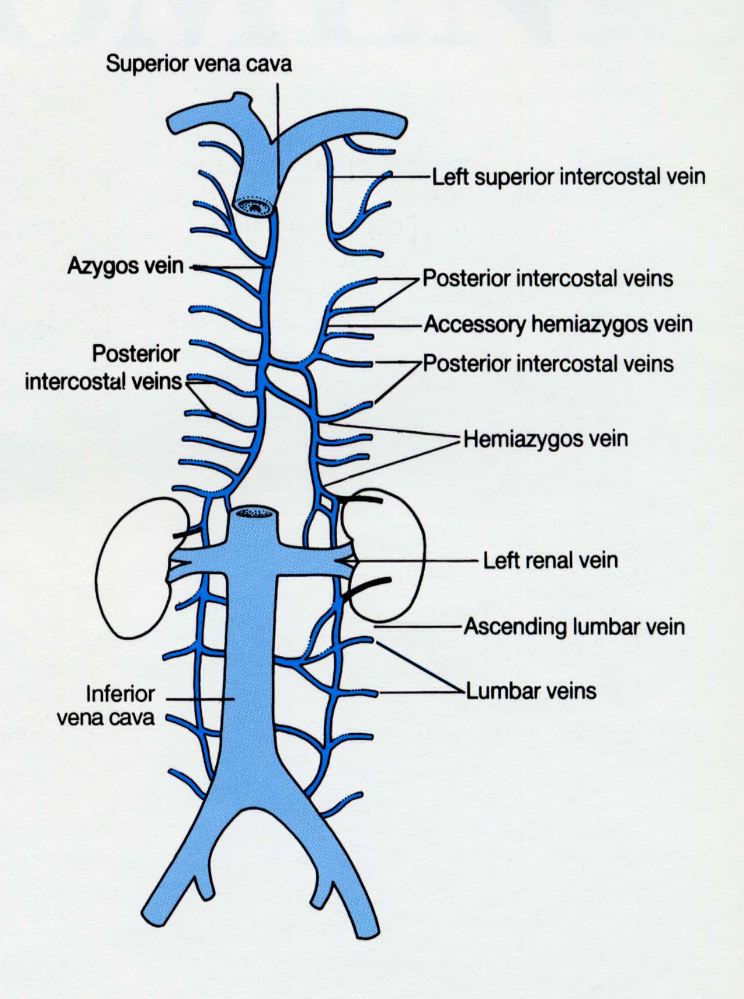 Superior vena cava
Left superior intercostal vein
Azygos vein
Posterior intercostal veins
Accessory hemiazygos vein
Posterior
intercostal veins
Posterior intercostal veins
Hemiazygos vein
Left renal vein
Ascending lumbar vein
Lumbar veins
Inferior
vena cava